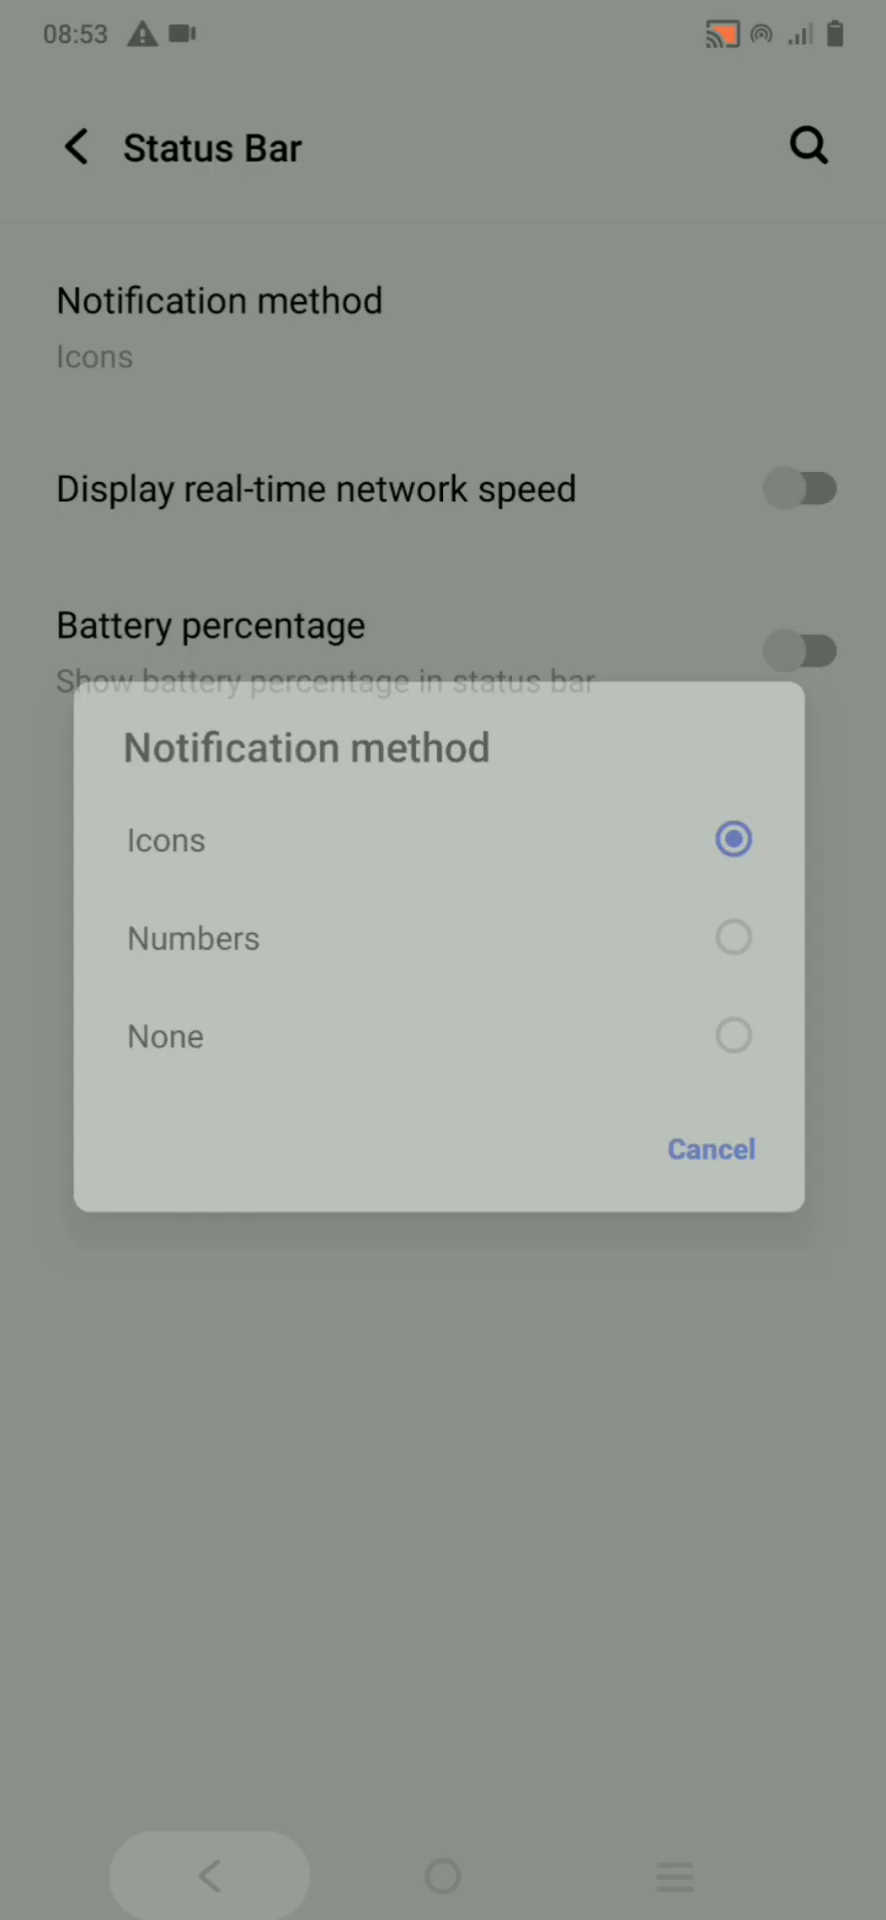 08:53
Status Bar
Notification method
Icons
Display real-time network speed
Battery percentage
Show battery percentage in status bar
Notification method
Icons
Numbers
None
Cancel